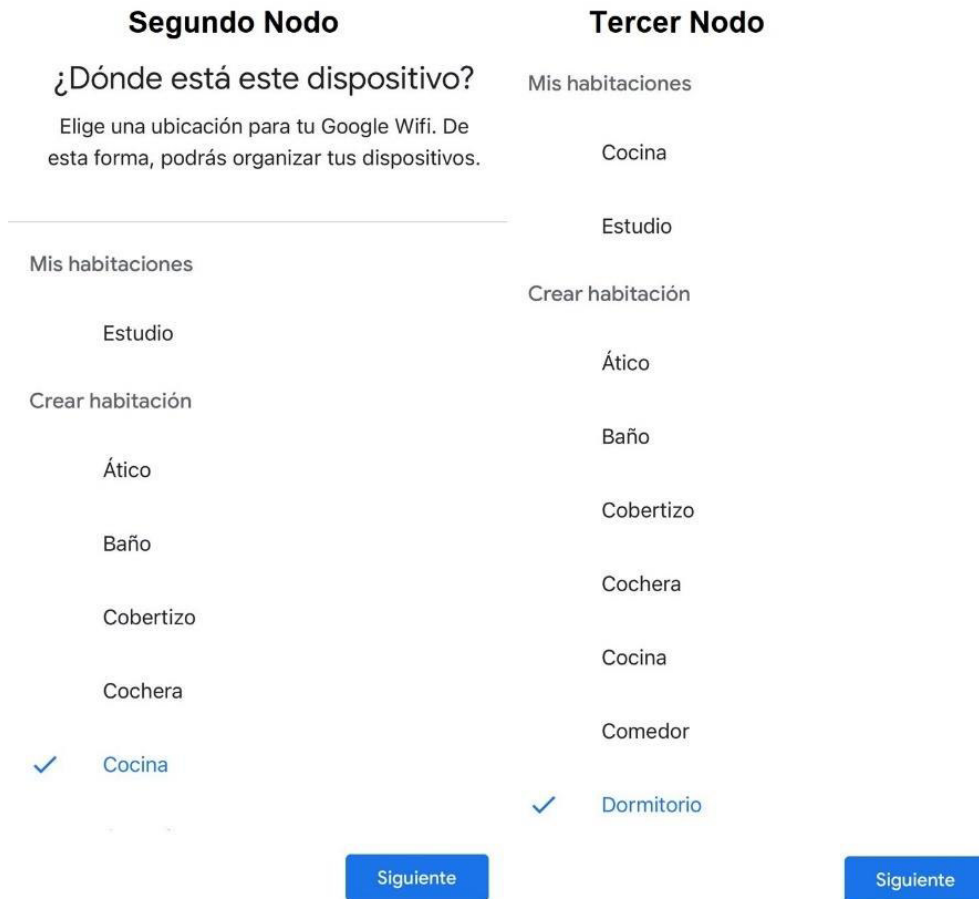 Segundo Nodo
¿Dónde está este dispositivo?
Elige una ubicación para tu Google Wifi. De
esta forma, podrás organizar tus dispositivos.
Mis habitaciones
Estudio
Crear habitación
Ático
Baño
Cobertizo
Cochera
Cocina
Siguiente
Tercer Nodo
Mis habitaciones
Cocina
Estudio
Crear habitación
Ático
Baño
Cobertizo
Cochera
Cocina
Comedor
Dormitorio
Siguiente